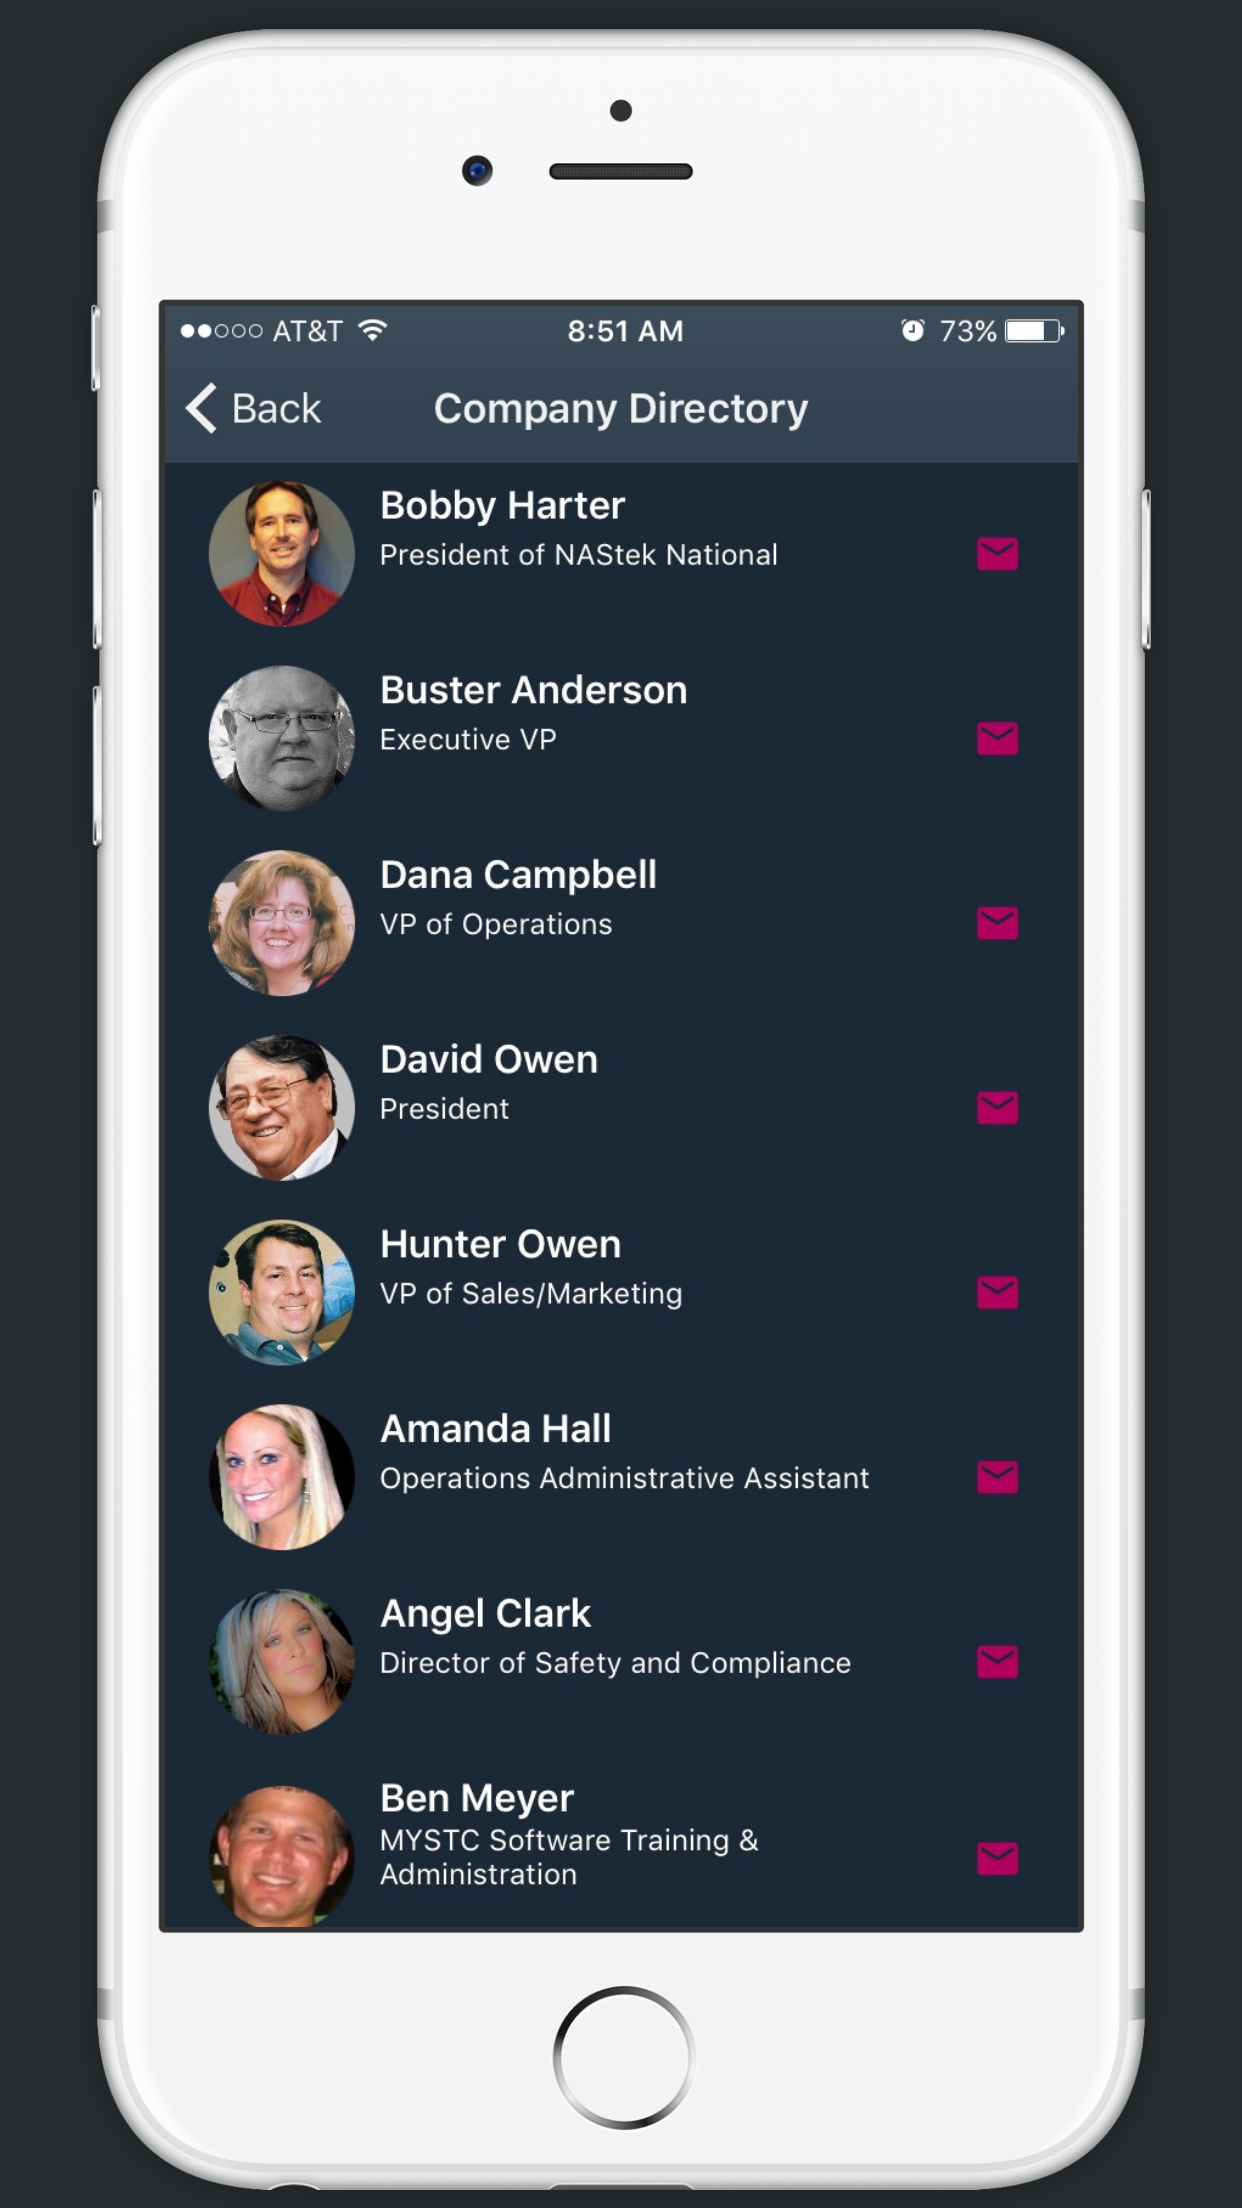 AT&T 8:51 AM 73%
Back Company Directory
Bobby Harter
President of NAStek National
Buster Anderson
Executive VP
Dana Campbell
VP of Operations
David Owen
President
Hunter Owen
VP of Sales/Marketing
Amanda Hall
Operations Administrative Assistant
Angel Clark
Director of Safety and Compliance
Ben Meyer
MYSTC Software Training &
Administration